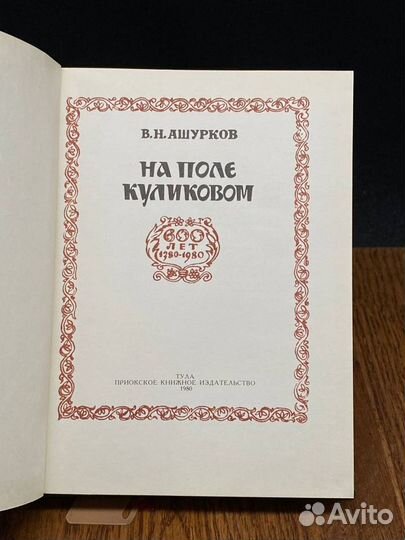 В.Н. АШУРКОВ
НА ПОЛЕ
КУЛИКОВОМ
600
ЛЕТ
1380-1980
ТУЛА
ПРИОКСКОЕ КНИЖНОЕ ИЗДАТЕЛЬСТВО
1980
Avito